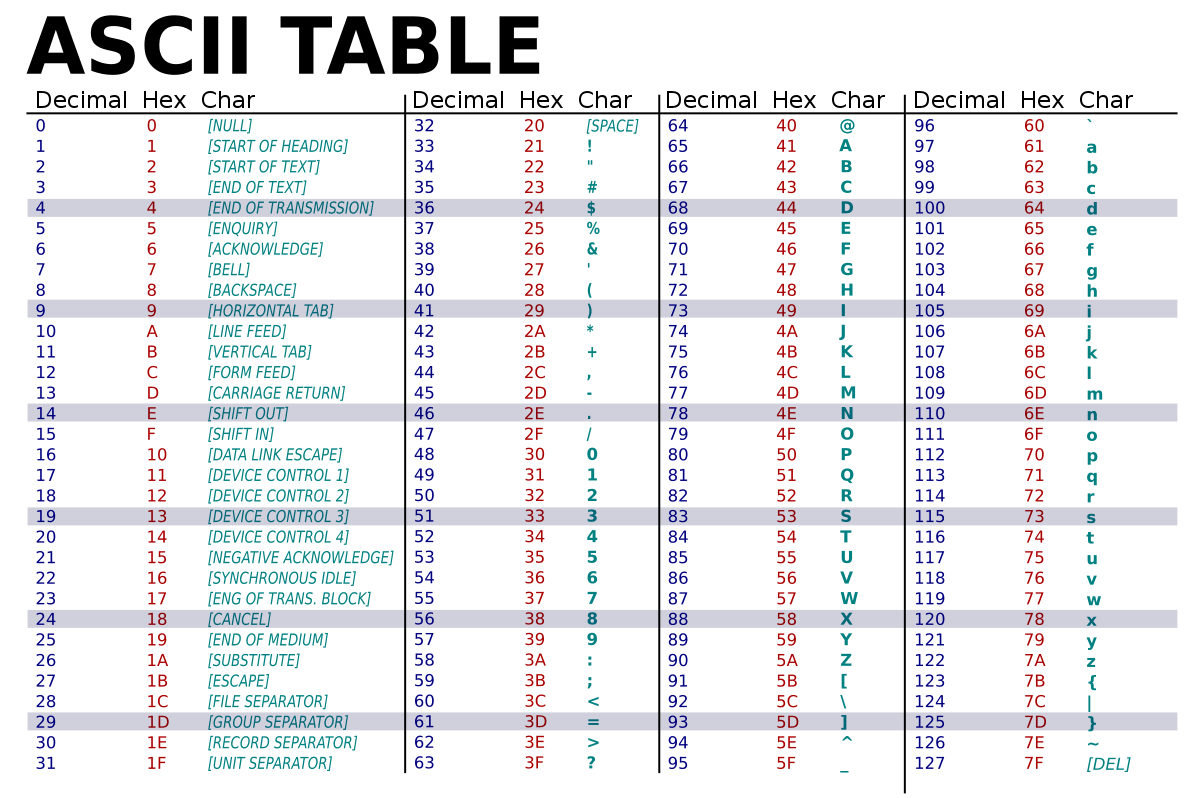 ASCII TABLE
Decimal Hex Char Decimal Hex Char Decimal Hex Char Decimal Hex Char
0 0 [NULL] 32 20 [SPACE] 64 40 @ 96 60 `
1 1 [START OF HEADING] 33 21 ! 65 41 A 97 61 a
2 2 [START OF TEXT] 34 22 " 66 42 B 98 62 b
3 3 [END OF TEXT] 35 23 # 67 43 C 99 63 c
4 4 [END OF TRANSMISSION] 36 24 $ 68 44 D 100 64 d
5 5 [ENQUIRY] 37 25 % 69 45 E 101 65 e
6 6 [ACKNOWLEDGE] 38 26 & 70 46 F 102 66 f
7 7 [BELL] 39 27 ' 71 47 G 103 67 g
8 8 [BACKSPACE] 40 28 ( 72 48 H 104 68 h
9 9 [HORIZONTAL TAB] 41 29 ) 73 49 I 105 69 i
10 A [LINE FEED] 42 2A * 74 4A J 106 6A j
11 B [VERTICAL TAB] 43 2B + 75 4B K 107 6B k
12 C [FORM FEED] 44 2C , 76 4C L 108 6C l
13 D [CARRIAGE RETURN] 45 2D - 77 4D M 109 6D m
14 E [SHIFT OUT] 46 2E . 78 4E N 110 6E n
15 F [SHIFT IN] 47 2F / 79 4F O 111 6F o
16 10 [DATA LINK ESCAPE] 48 30 0 80 50 P 112 70 p
17 11 [DEVICE CONTROL 1] 49 31 1 81 51 Q 113 71 q
18 12 [DEVICE CONTROL 2] 50 32 2 82 52 R 114 72 r
19 13 [DEVICE CONTROL 3] 51 33 3 83 53 S 115 73 s
20 14 [DEVICE CONTROL 4] 52 34 4 84 54 T 116 74 t
21 15 [NEGATIVE ACKNOWLEDGE] 53 35 5 85 55 U 117 75 u
22 16 [SYNCHRONOUS IDLE] 54 36 6 86 56 V 118 76 v
23 17 [ENG OF TRANS. BLOCK] 55 37 7 87 57 W 119 77 w
24 18 [CANCEL] 56 38 8 88 58 X 120 78 x
25 19 [END OF MEDIUM] 57 39 9 89 59 Y 121 79 y
26 1A [SUBSTITUTE] 58 3A : 90 5A Z 122 7A z
27 1B [ESCAPE] 59 3B ; 91 5B [ 123 7B {
28 1C [FILE SEPARATOR] 60 3C < 92 5C \ 124 7C |
29 1D [GROUP SEPARATOR] 61 3D = 93 5D ] 125 7D }
30 1E [RECORD SEPARATOR] 62 3E > 94 5E ^ 126 7E ~
31 1F [UNIT SEPARATOR] 63 3F ? 95 5F _ 127 7F [DEL]